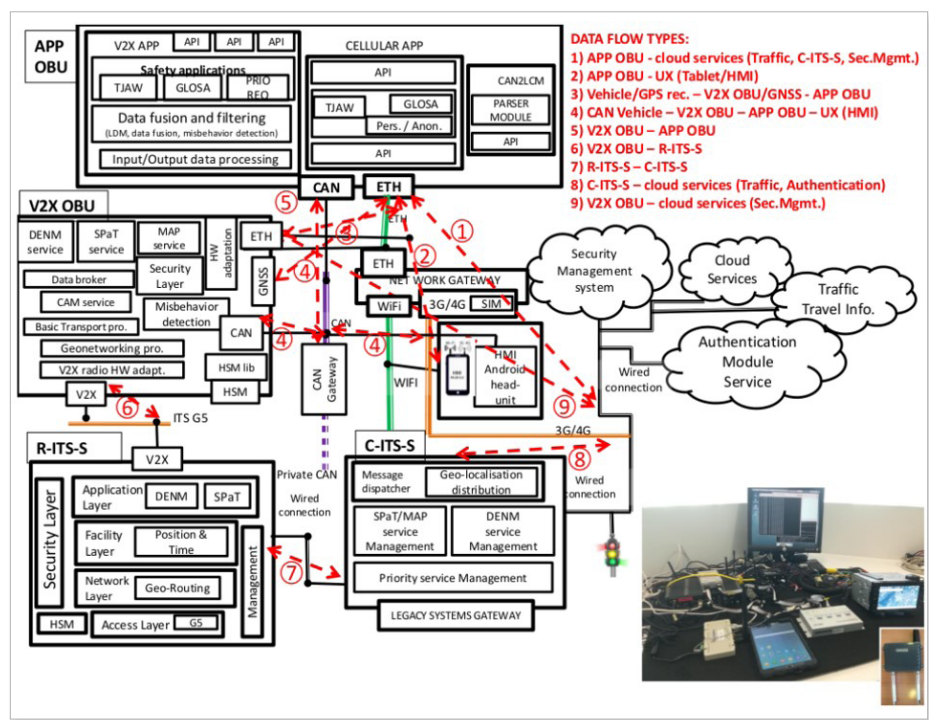 APP
OBU
V2X APP
API
API
API
Safety applications
TJAW
GLOSA
PRIO
REQ
Data fusion and filtering
(LDM, data fusion, misbehavior detection)
Input/Output data processing
CELLULAR APP
API
TJAW
GLOSA
Pers. / Anon.
API
CAN2LCM
PARSER
MODULE
API
CAN
ETH
DATA FLOW TYPES:
1) APP OBU - cloud services (Traffic, C-ITS-S, Sec.Mgmt.)
2) APP OBU - UX (Tablet/HMI)
3) Vehicle/GPS rec. – V2X OBU/GNSS - APP OBU
4) CAN Vehicle – V2X OBU – APP OBU – UX (HMI)
5) V2X OBU – APP OBU
6) V2X OBU – R-ITS-S
7) R-ITS-S – C-ITS-S
8) C-ITS-S – cloud services (Traffic, Authentication)
9) V2X OBU – cloud services (Sec.Mgmt.)
V2X OBU
DENM
service
SPaT
service
MAP
service
HW
adaptation
ETH
Data broker
Security
Layer
GNSS
CAM service
Misbehavior
detection
Basic Transport pro.
CAN
Geonetworking pro.
V2X radio HW adapt.
HSM lib
HSM
V2X
5
3
1
2
4
4
4
ETH
ETH
NETWORK GATEWAY
WiFi
3G/4G
SIM
CAN
CAN
Gateway
WIFI
HMI
Android
head-
unit
Security
Management
system
Cloud
Services
Traffic
Travel Info.
Authentication
Module
Service
Wired
connection
9
3G/4G
8
Wired
connection
6
ITS G5
R-ITS-S
V2X
Security Layer
Application
Layer
DENM
SPaT
Facility
Layer
Position &
Time
Network
Layer
Geo-Routing
Management
HSM
Access Layer
G5
Private CAN
Wired
connection
7
C-ITS-S
Message
dispatcher
Geo-localisation
distribution
SPaT/MAP
service
Management
DENM
service
Management
Priority service Management
LEGACY SYSTEMS GATEWAY